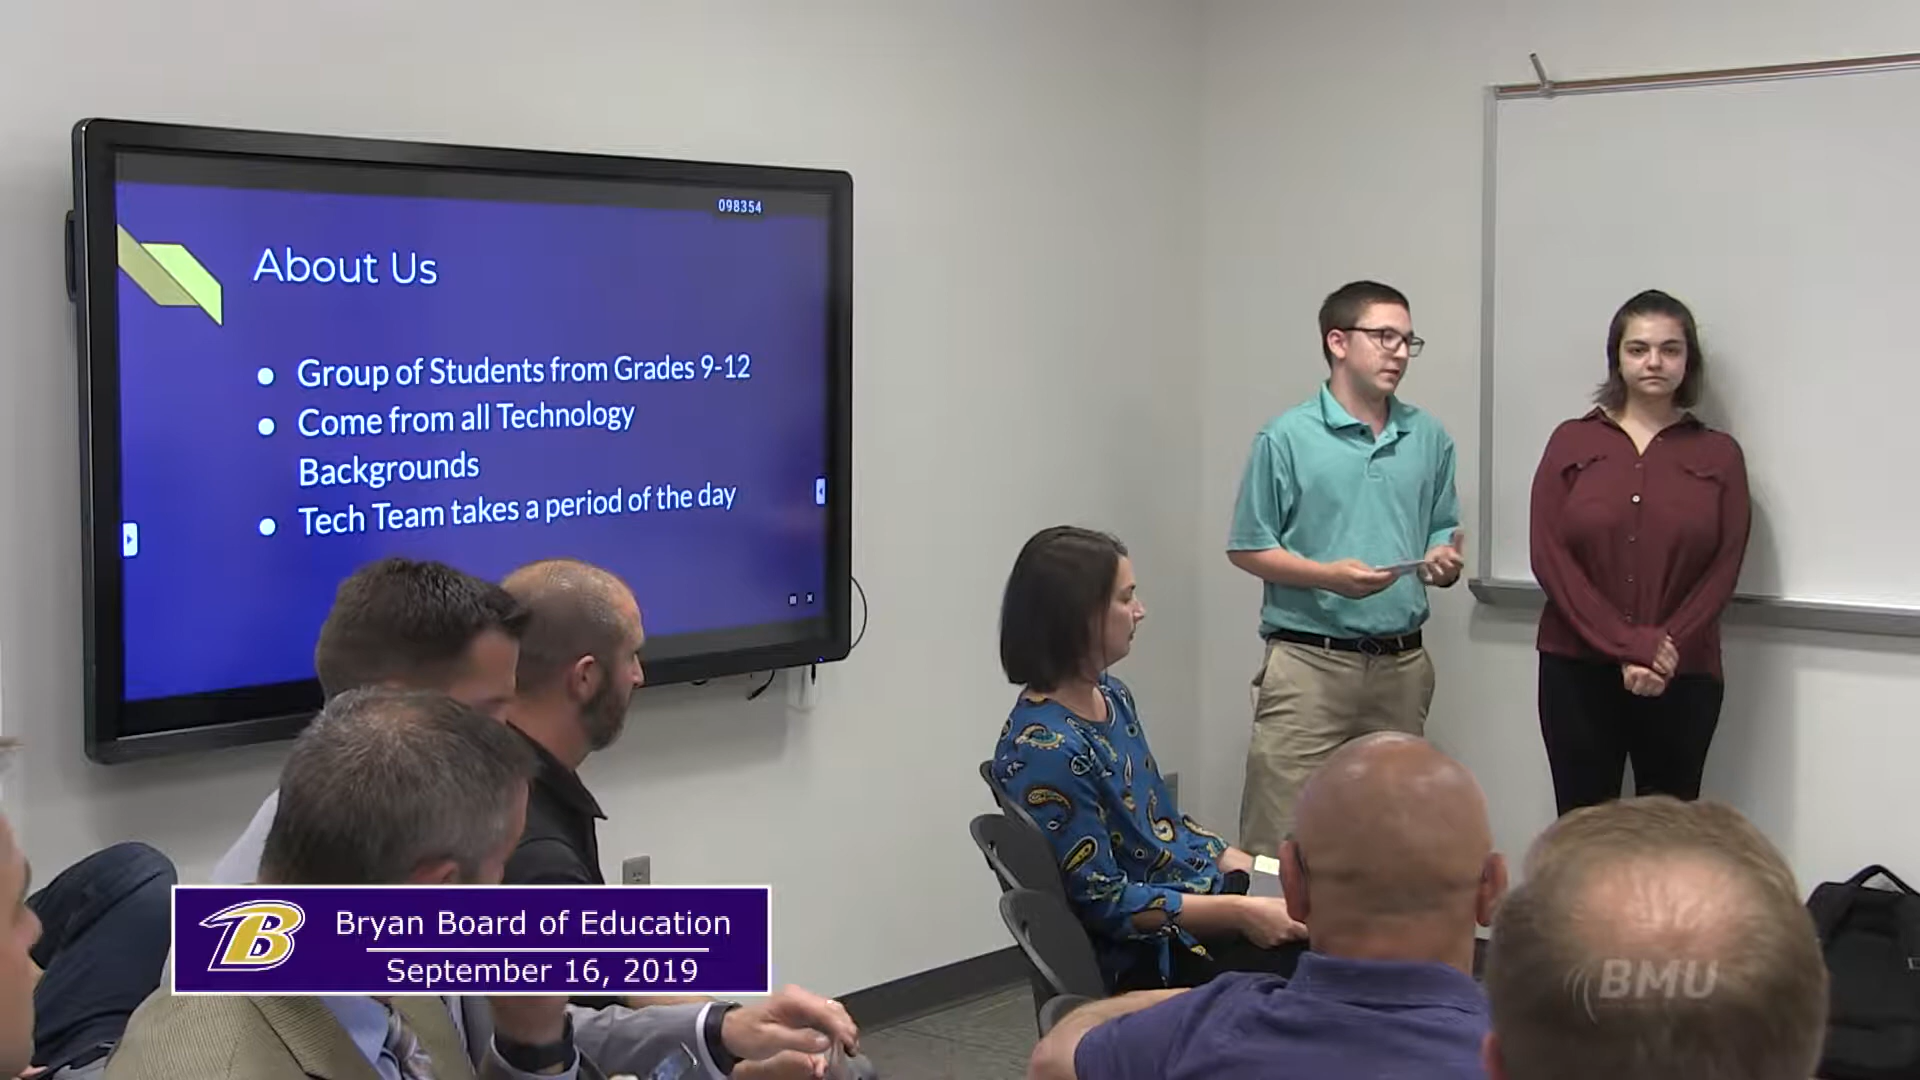 098354
About Us
Group of Students from Grades 9-12
Come from all Technology
Backgrounds
Tech Team takes a period of the day
B
Bryan Board of Education
September 16, 2019
BMU